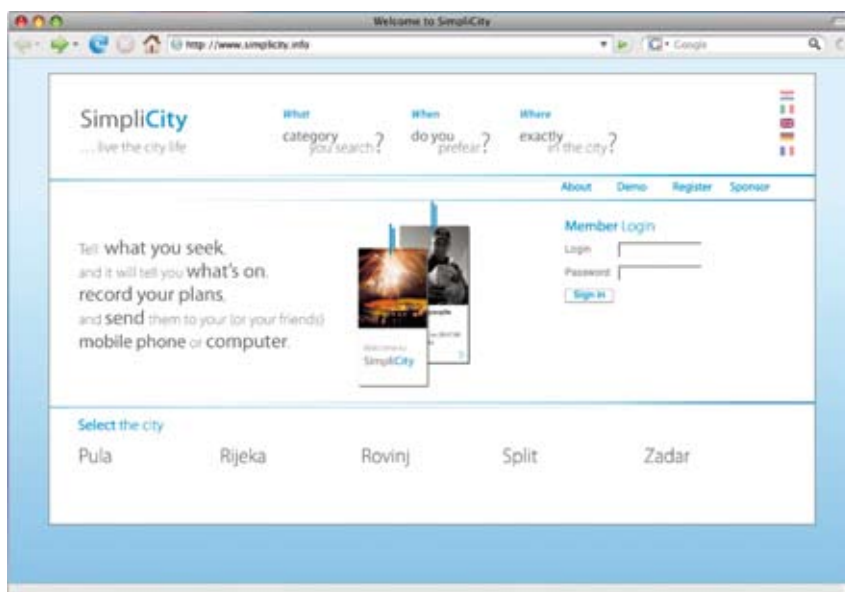 Welcome to SimpliCity
http://www.simplicity.info
Google
SimpliCity
.... live the city life
What
category
you search?
When
do you
prefear?
Where
exactly
in the city?
About Demo Register Sponsor
Tell what you seek,
and it will tell you what's on,
record your plans,
and send them to your (or your friends)
mobile phone or computer.
Welcome to
SimpliCity
people
Member Login
Login
Password
Sign in
Select the city
Pula Rijeka Rovinj Split Zadar